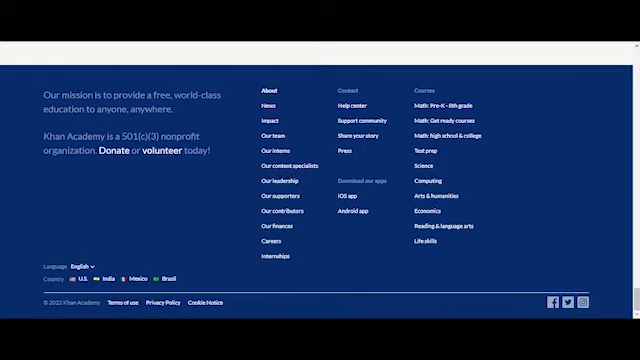 Our mission is to provide a free, world-class
education to anyone, anywhere.
Khan Academy is a 501(c)(3) nonprofit
organization. Donate or volunteer today!
About
News
Impact
Our team
Our interns
Our content specialists
Our leadership
Our supporters
Our contributors
Our finances
Careers
Internships
Contact
Help center
Support community
Share your story
Press
Download our apps
iOS app
Android app
Courses
Math: Pre-K - 8th grade
Math: Get ready courses
Math: high school & college
Test prep
Science
Computing
Arts & humanities
Economics
Reading & language arts
Life skills
Language English
Country U.S. India Mexico Brazil
© 2022 Khan Academy Terms of use Privacy Policy Cookie Notice